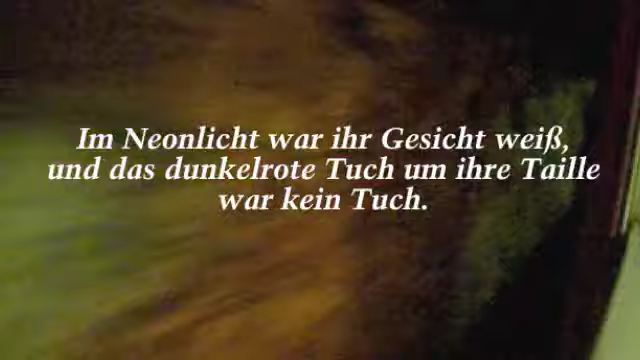 Im Neonlicht war ihr Gesicht weiß,
und das dunkelrote Tuch um ihre Taille
war kein Tuch.